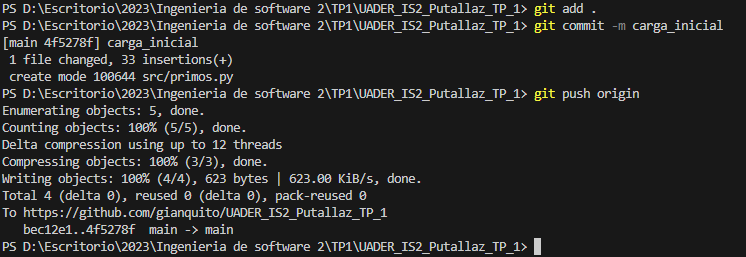 PS D:\Escritorio\2023\Ingenieria de software 2\TP1\UADER_IS2_Putallaz_TP_1> git add .
PS D:\Escritorio\2023\Ingenieria de software 2\TP1\UADER_IS2_Putallaz_TP_1> git commit -m carga_inicial
[main 4f5278f] carga_inicial
 1 file changed, 33 insertions(+)
 create mode 100644 src/primos.py
PS D:\Escritorio\2023\Ingenieria de software 2\TP1\UADER_IS2_Putallaz_TP_1> git push origin
Enumerating objects: 5, done.
Counting objects: 100% (5/5), done.
Delta compression using up to 12 threads
Compressing objects: 100% (3/3), done.
Writing objects: 100% (4/4), 623 bytes | 623.00 KiB/s, done.
Total 4 (delta 0), reused 0 (delta 0), pack-reused 0
To https://github.com/gianquito/UADER_IS2_Putallaz_TP_1
   bec12e1..4f5278f  main -> main
PS D:\Escritorio\2023\Ingenieria de software 2\TP1\UADER_IS2_Putallaz_TP_1>